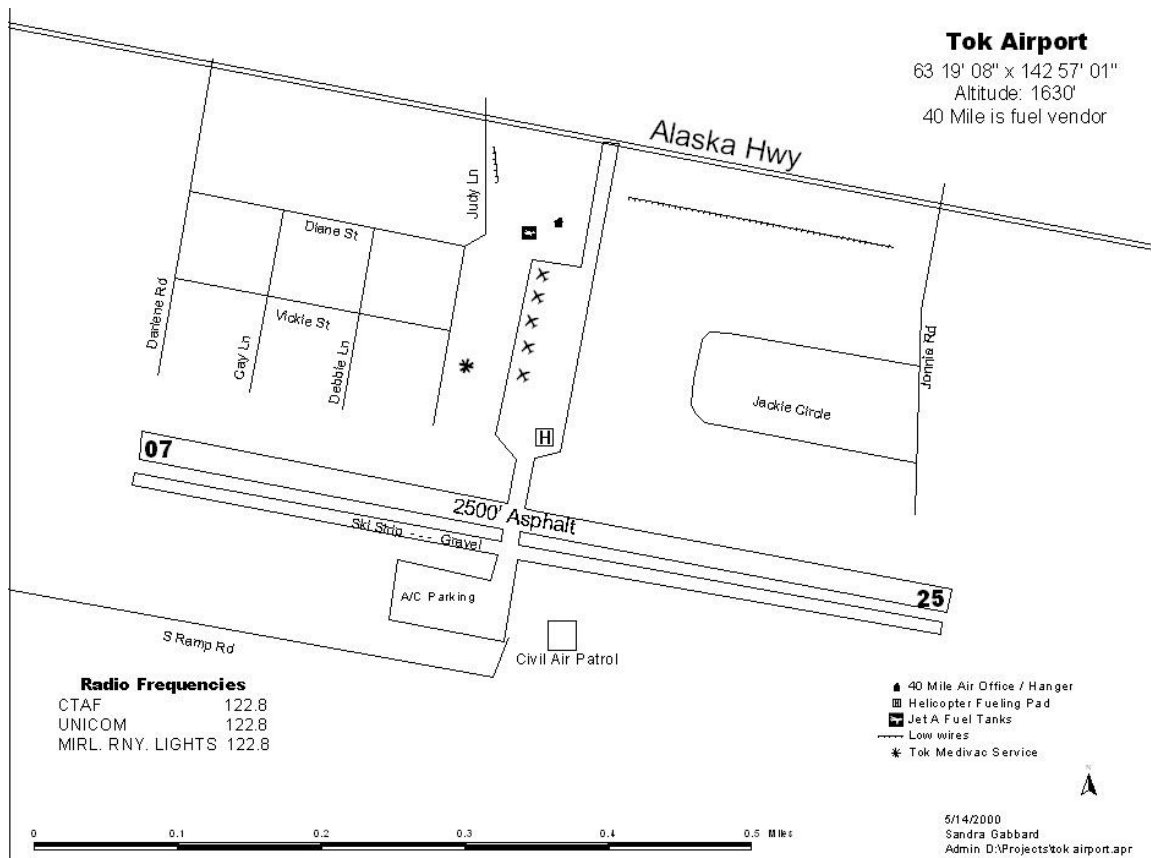 Tok Airport
63 19' 08" x 142 57' 01"
Altitude: 1630'
40 Mile is fuel vendor
Alaska Hwy
Judy Ln
Diane St
Darlene Rd
Vickie St
Cay Ln
Debbie Ln
Jonnie Rd
Jackie Circle
H
07
2500' Asphalt
Ski Strip - - - Gravel
25
A/C Parking
S Ramp Rd
Civil Air Patrol
Radio Frequencies
CTAF 122.8
UNICOM 122.8
MIRL. RNY. LIGHTS 122.8
40 Mile Air Office / Hanger
H Helicopter Fueling Pad
Jet A Fuel Tanks
Low wires
Tok Medivac Service
N
0 0.1 0.2 0.3 0.4 0.5 Miles
5/14/2000
Sandra Gabbard
Admin D:\Projects\tok airport.apr